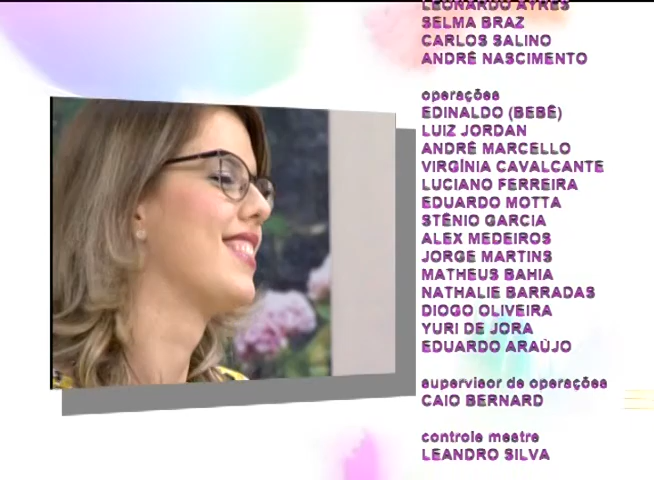 LEONARDO AYRES
SELMA BRAZ
CARLOS SALINO
ANDRÉ NASCIMENTO
operações
EDINALDO (BEBÊ)
LUIZ JORDAN
ANDRÉ MARCELLO
VIRGÍNIA CAVALCANTE
LUCIANO FERREIRA
EDUARDO MOTTA
STÊNIO GARCIA
ALEX MEDEIROS
JORGE MARTINS
MATHEUS BAHIA
NATHALIE BARRADAS
DIOGO OLIVEIRA
YURI DE JORA
EDUARDO ARAÚJO
supervisor de operações
CAIO BERNARD
controle mestre
LEANDRO SILVA